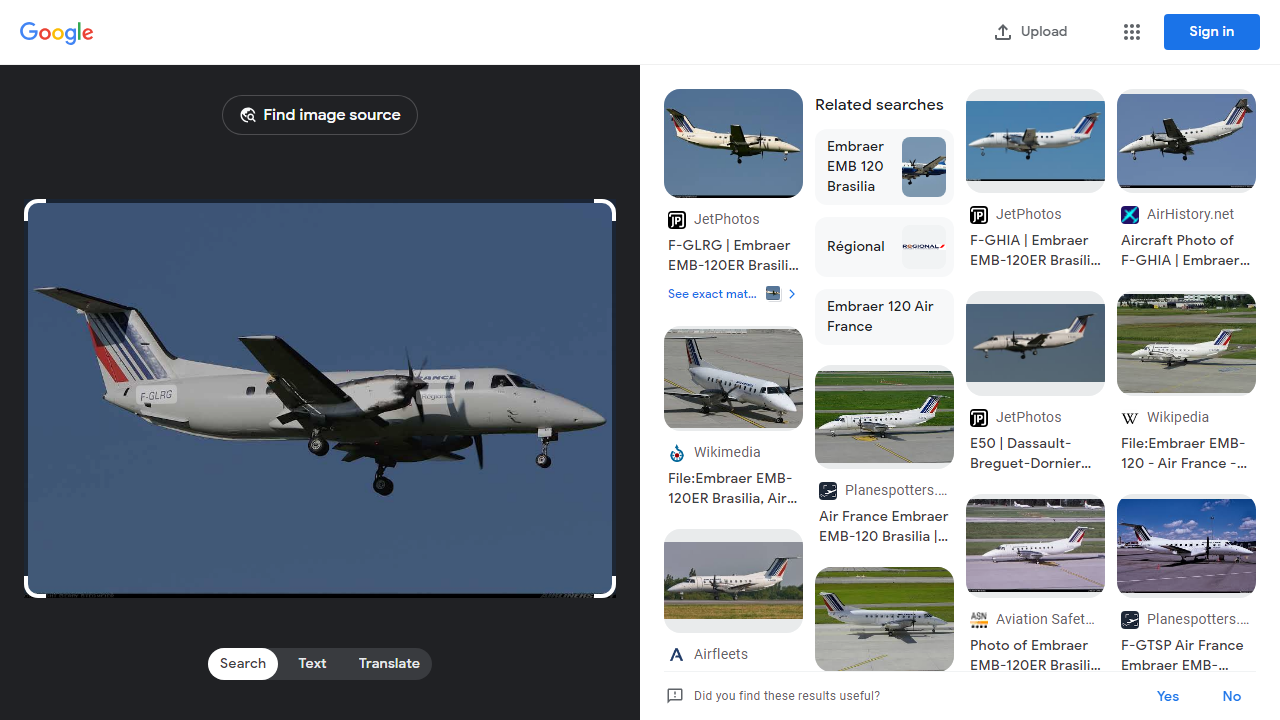 Google
Upload
Sign in
Find image source
F-GLRG
Search
Text
Translate
JetPhotos
F-GLRG | Embraer
EMB-120ER Brasili...
See exact mat...
Wikimedia
File:Embraer EMB-
120ER Brasilia, Air...
Airfleets
Related searches
Embraer
EMB 120
Brasilia
Régional
REGIONAL
Embraer 120 Air
France
Planespotters....
Air France Embraer
EMB-120 Brasilia |...
JetPhotos
F-GHIA | Embraer
EMB-120ER Brasíli...
JetPhotos
E50 | Dassault-
Breguet-Dornier...
ASN
Aviation Safet...
Photo of Embraer
EMB-120ER Brasili...
AirHistory.net
Aircraft Photo of
F-GHIA | Embraer...
Wikipedia
File:Embraer EMB-
120 - Air France -...
Planespotters....
F-GTSP Air France
Embraer EMB-...
Did you find these results useful?
Yes
No